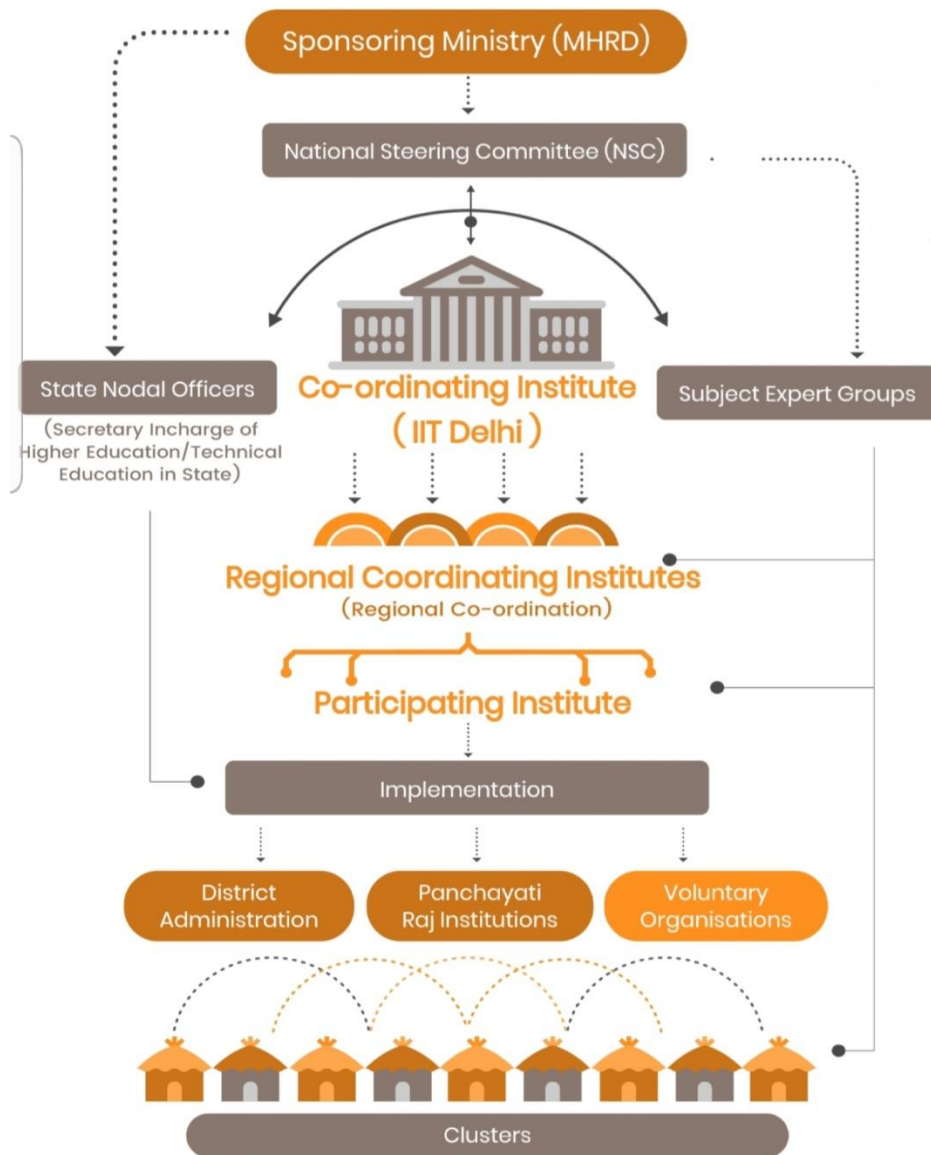 Sponsoring Ministry (MHRD)
National Steering Committee (NSC)
State Nodal Officers
(Secretary Incharge of
Higher Education/Technical
Education in State)
Co-ordinating Institute
( IIT Delhi )
Subject Expert Groups
Regional Coordinating Institutes
(Regional Co-ordination)
Participating Institute
Implementation
District
Administration
Panchayati
Raj Institutions
Voluntary
Organisations
Clusters